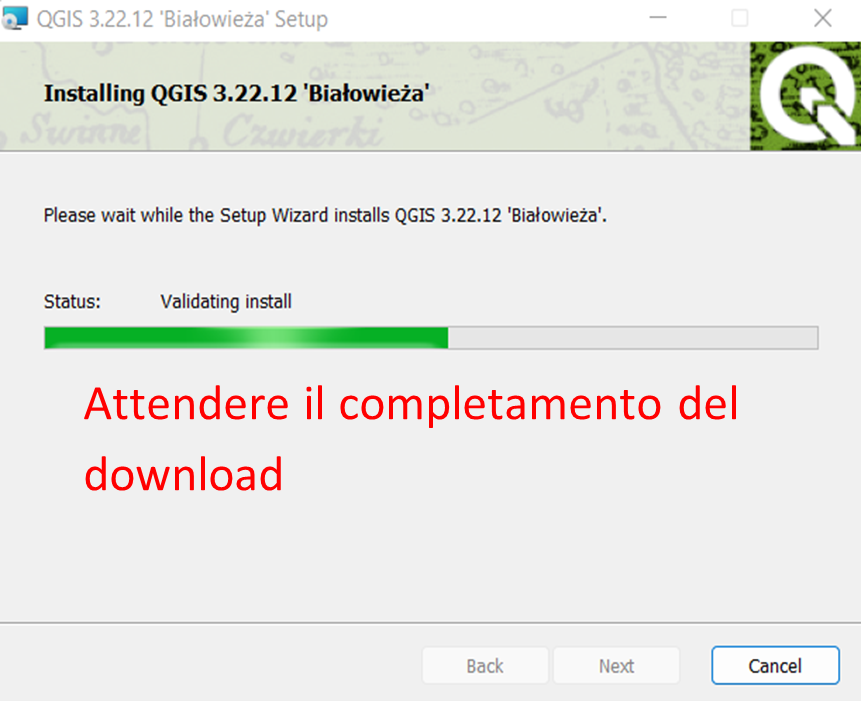 QGIS 3.22.12 'Białowieża' Setup
Installing QGIS 3.22.12 'Białowieża'
Swinne Czwierki
Please wait while the Setup Wizard installs QGIS 3.22.12 'Białowieża'.
Status: Validating install
Attendere il completamento del
download
Back Next Cancel